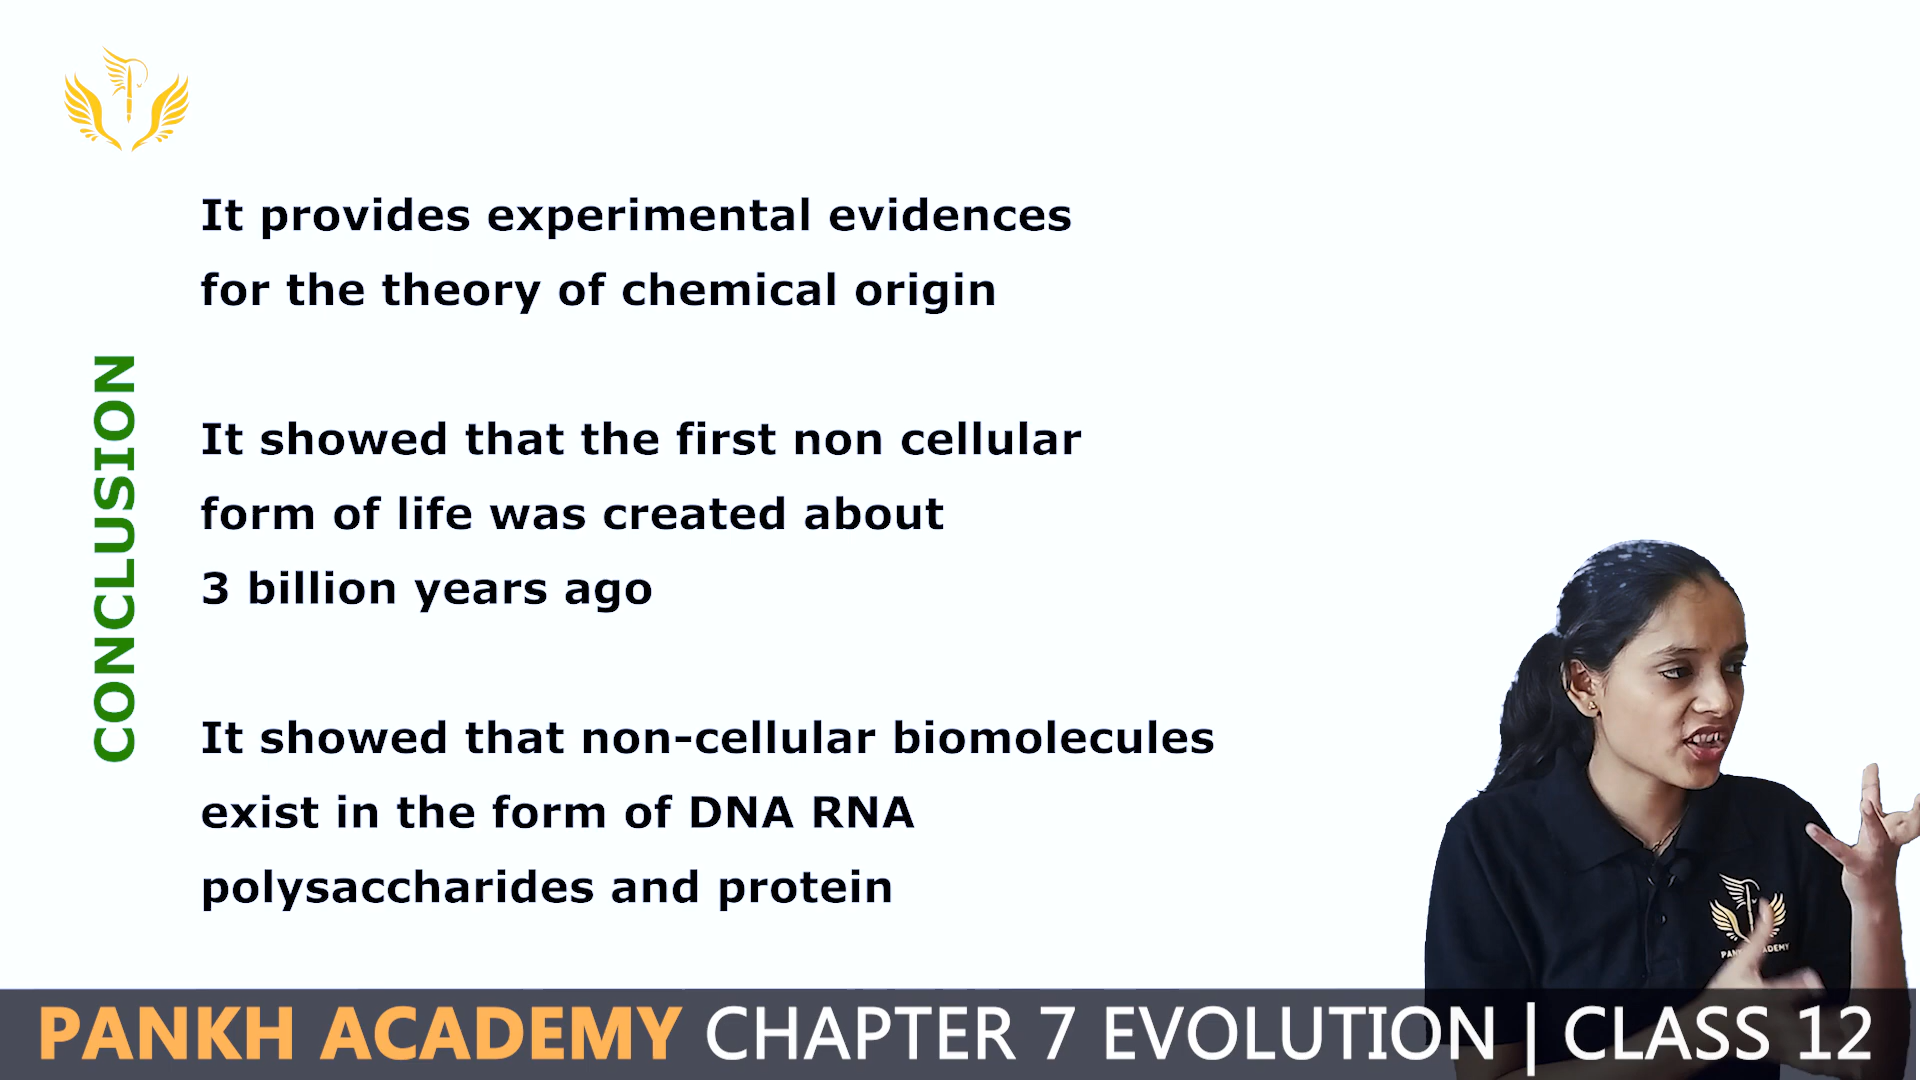 It provides experimental evidences
for the theory of chemical origin
CONCLUSION
It showed that the first non cellular
form of life was created about
3 billion years ago
It showed that non-cellular biomolecules
exist in the form of DNA RNA
polysaccharides and protein
PANKH ACADEMY CHAPTER 7 EVOLUTION | CLASS 12